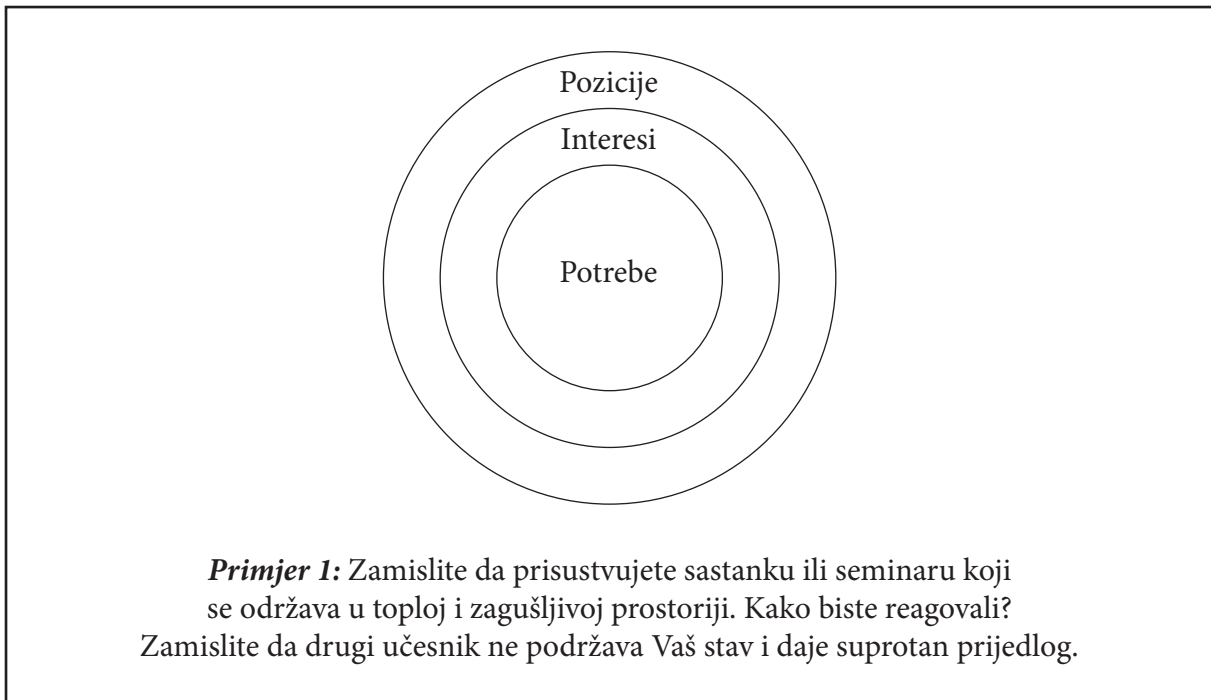 Pozicije
Interesi
Potrebe
Primjer 1: Zamislite da prisustvujete sastanku ili seminaru koji
se održava u toploj i zagušljivoj prostoriji. Kako biste reagovali?
Zamislite da drugi učesnik ne podržava Vaš stav i daje suprotan prijedlog.